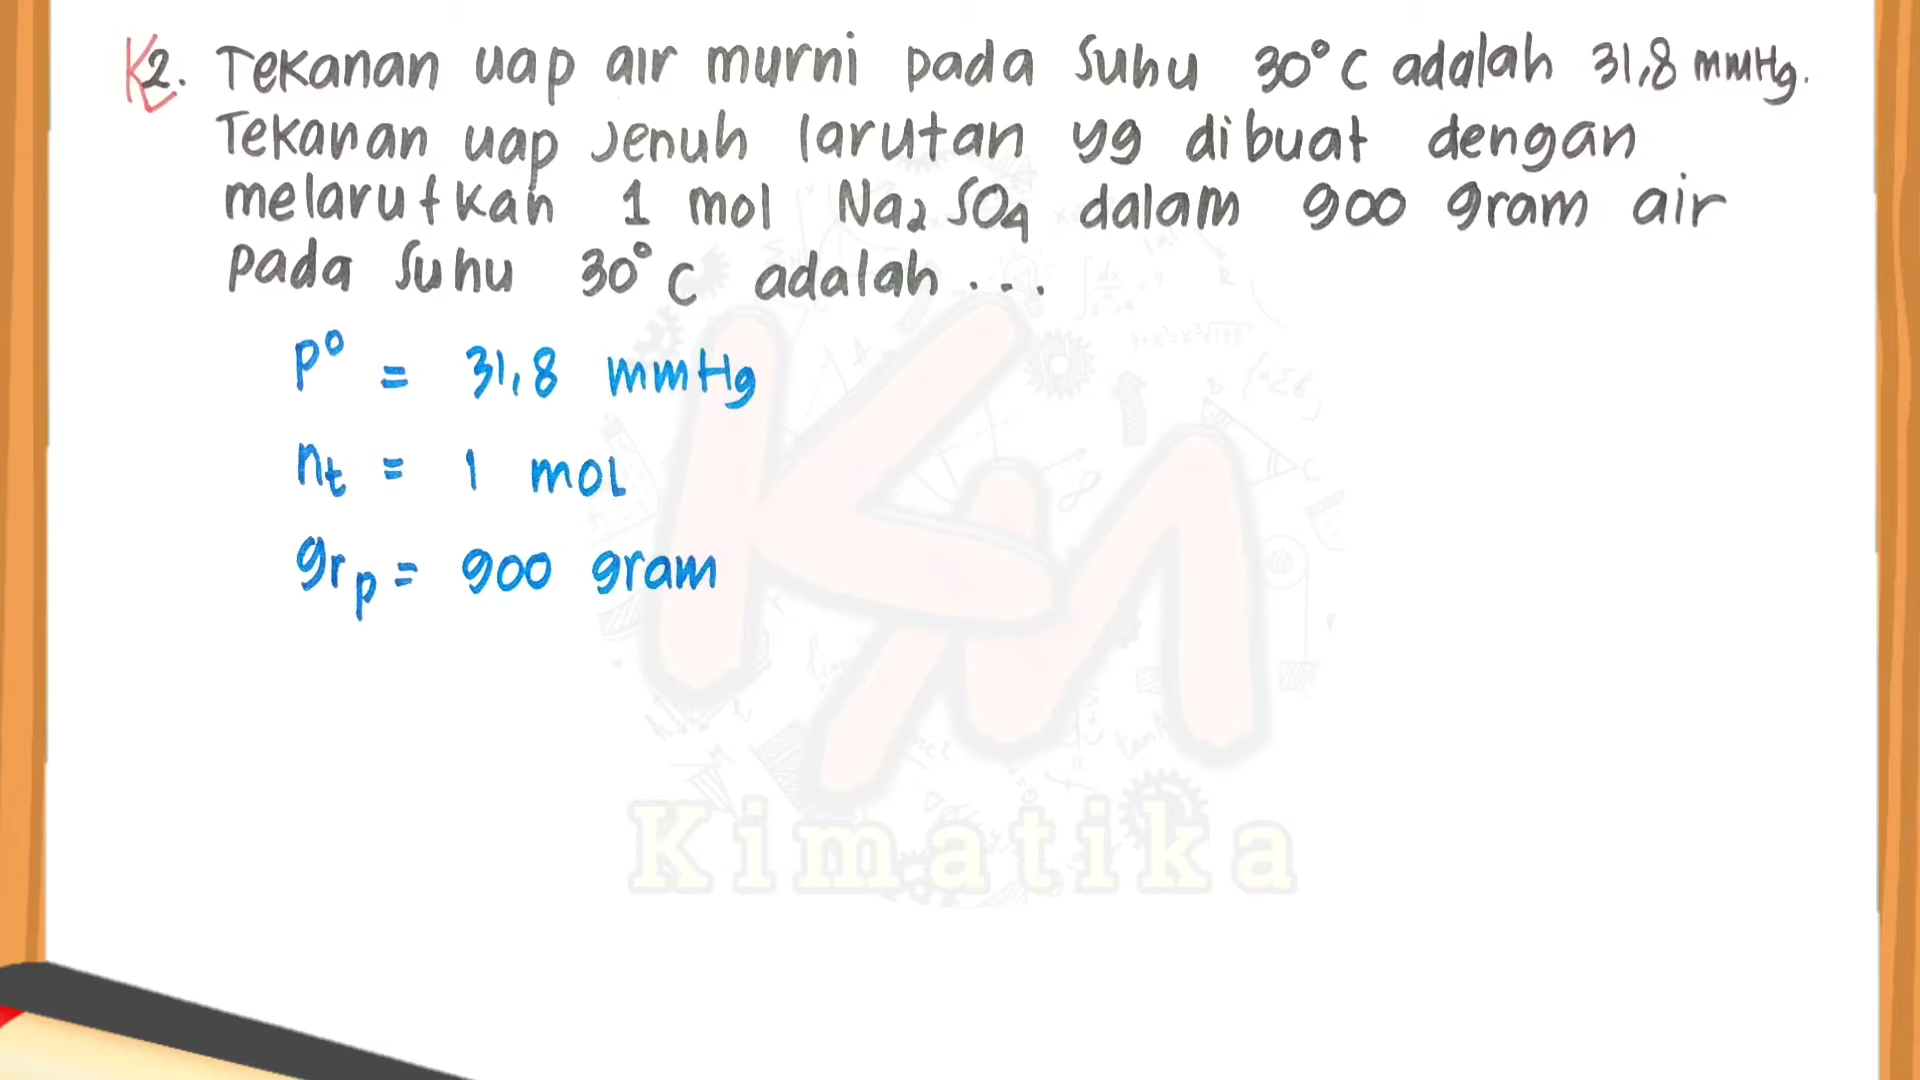 K2. Tekanan uap air murni pada suhu 30°C adalah 31,8 mmHg.
Tekanan uap jenuh larutan yg dibuat dengan
melarutkan 1 mol Na₂SO₄ dalam 900 gram air
pada suhu 30°C adalah ...
P° = 31,8 mmHg
nt = 1 mol
grp = 900 gram
KM
Kimatika